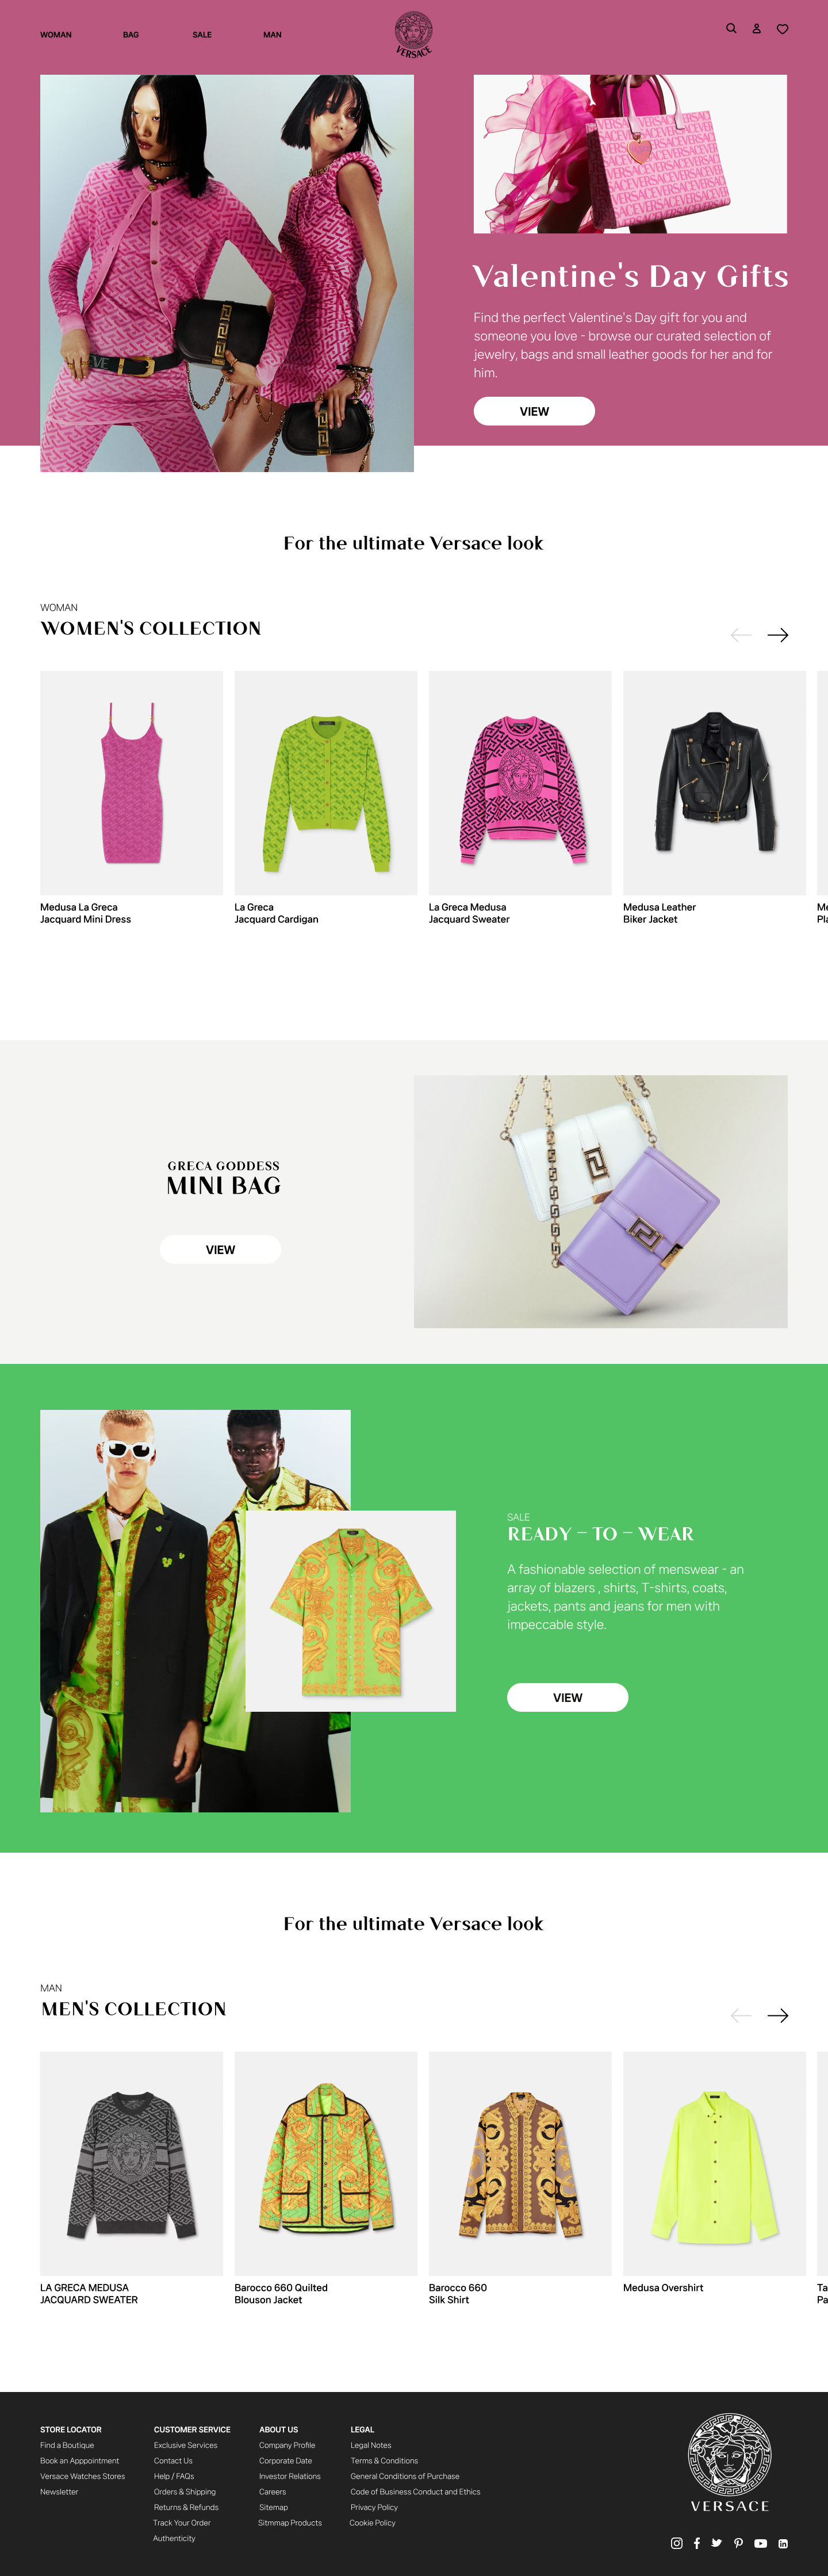 WOMAN
BAG
SALE
MAN
VERSACE
Valentine's Day Gifts
Find the perfect Valentine's Day gift for you and
someone you love - browse our curated selection of
jewelry, bags and small leather goods for her and for
him.
VIEW
For the ultimate Versace look
WOMAN
WOMEN'S COLLECTION
Medusa La Greca
Jacquard Mini Dress
La Greca
Jacquard Cardigan
La Greca Medusa
Jacquard Sweater
Medusa Leather
Biker Jacket
GRECA GODDESS
MINI BAG
VIEW
SALE
READY - TO - WEAR
A fashionable selection of menswear - an
array of blazers , shirts, T-shirts, coats,
jackets, pants and jeans for men with
impeccable style.
VIEW
For the ultimate Versace look
MAN
MEN'S COLLECTION
LA GRECA MEDUSA
JACQUARD SWEATER
Barocco 660 Quilted
Blouson Jacket
Barocco 660
Silk Shirt
Medusa Overshirt
STORE LOCATOR
Find a Boutique
Book an Apppointment
Versace Watches Stores
Newsletter
CUSTOMER SERVICE
Exclusive Services
Contact Us
Help / FAQs
Orders & Shipping
Returns & Refunds
Track Your Order
Authenticity
ABOUT US
Company Profile
Corporate Date
Investor Relations
Careers
Sitemap
Sitmmap Products
LEGAL
Legal Notes
Terms & Conditions
General Conditions of Purchase
Code of Business Conduct and Ethics
Privacy Policy
Cookie Policy
VERSACE